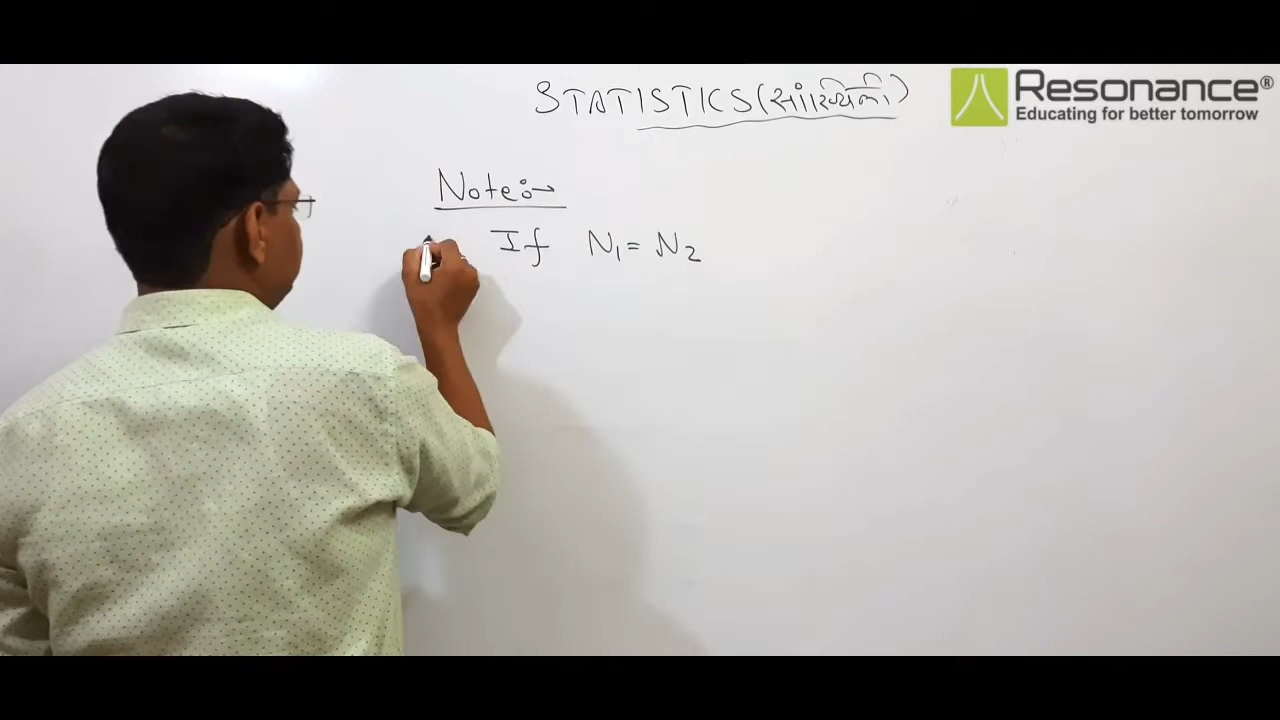 STATISTICS (सांख्यिकी)
Resonance®
Educating for better tomorrow
Note:→
If N₁ = N₂